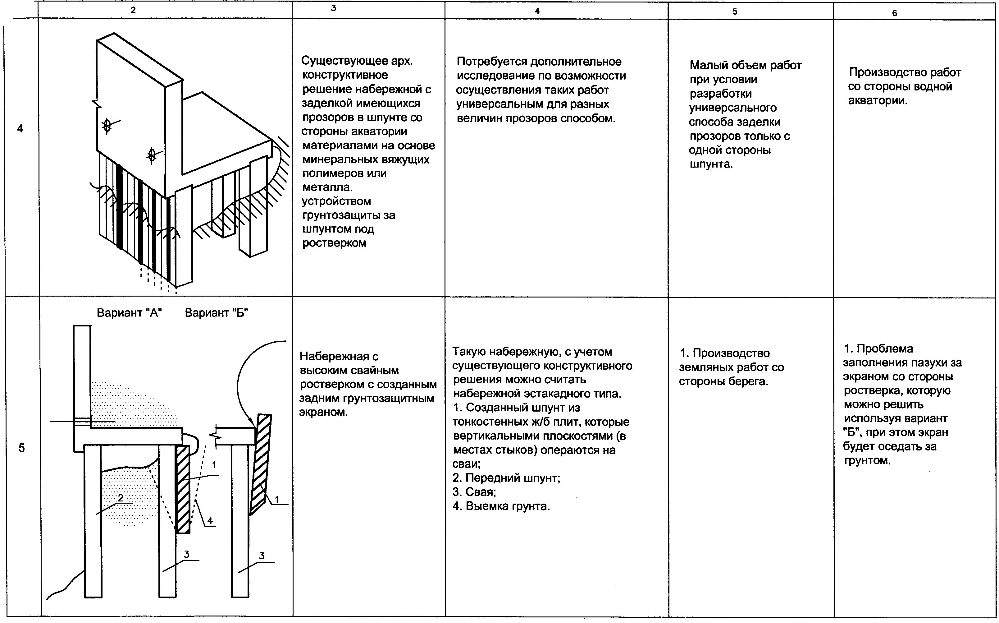 2
3
4
5
6
4
Существующее арх.
конструктивное
решение набережной с
заделкой имеющихся
прозоров в шпунте со
стороны акватории
материалами на основе
минеральных вяжущих
полимеров или
металла.
устройством
грунтозащиты за
шпунтом под
ростверком
Потребуется дополнительное
исследование по возможности
осуществления таких работ
универсальным для разных
величин прозоров способом.
Малый объем работ
при условии
разработки
универсального
способа заделки
прозоров только с
одной стороны
шпунта.
Производство работ
со стороны водной
акватории.
5
Вариант "А"
Вариант "Б"
1
2
4
3
1
3
Набережная с
высоким свайным
ростверком с созданным
задним грунтозащитным
экраном.
Такую набережную, с учетом
существующего конструктивного
решения можно считать
набережной эстакадного типа.
1. Созданный шпунт из
тонкостенных ж/б плит, которые
вертикальными плоскостями (в
местах стыков) операются на
сваи;
2. Передний шпунт;
3. Свая;
4. Выемка грунта.
1. Производство
земляных работ со
стороны берега.
1. Проблема
заполнения пазухи за
экраном со стороны
ростверка, которую
можно решить
используя вариант
"Б", при этом экран
будет оседать за
грунтом.